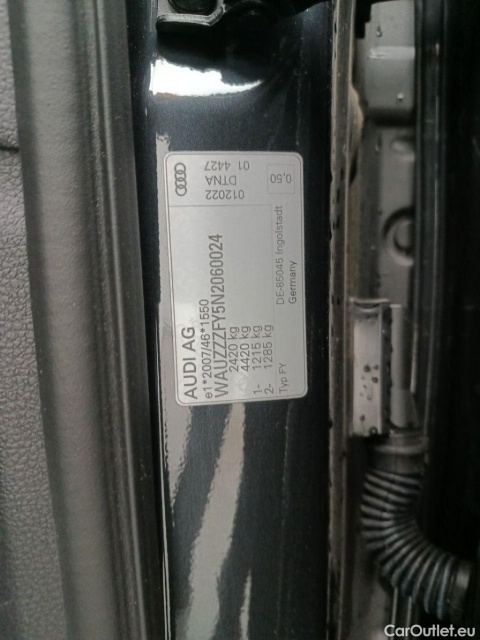 AUDI AG
e1*2007/46*1550
WAUZZZFY5N2060024
2420 kg
4420 kg
1- 1215 kg
2- 1285 kg
Typ FY
012022
DTNA
01 4427
0,60
DE-85045 Ingolstadt
Germany
CarOutlet.eu